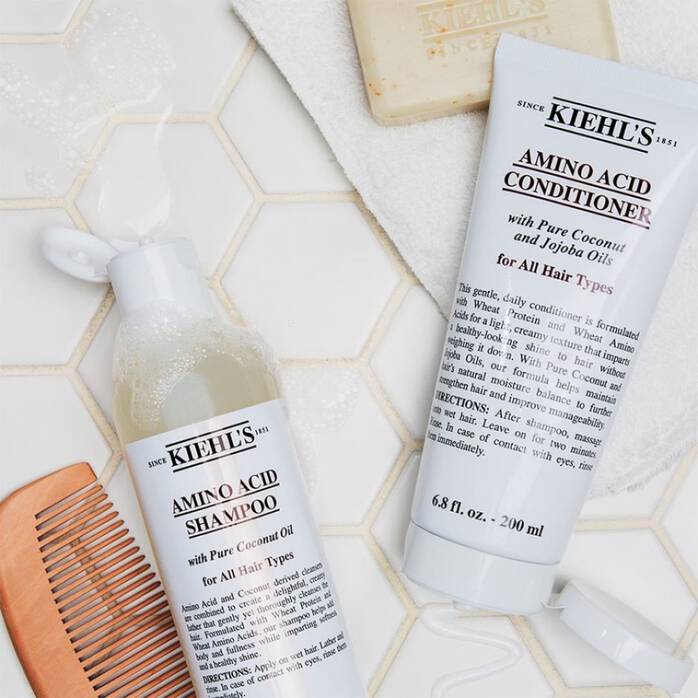 KIEHL'S
SINCE 1851
SINCE KIEHL'S 1851
AMINO ACID
CONDITIONER
with Pure Coconut
and Jojoba Oils
for All Hair Types
This gentle, daily conditioner is formulated
with Wheat Protein and Wheat Amino
Acids for a light, creamy texture that imparts
a healthy-looking shine to hair without
weighing it down. With Pure Coconut and
Jojoba Oils, our formula helps maintain
hair's natural moisture balance to further
strengthen hair and improve manageability.
DIRECTIONS: After shampoo, massage
onto wet hair. Leave on for two minutes.
Rinse. In case of contact with eyes, rinse
them immediately.
6.8 fl. oz. - 200 ml
SINCE KIEHL'S 1851
AMINO ACID
SHAMPOO
with Pure Coconut Oil
for All Hair Types
Amino Acid and Coconut derived cleansers
are combined to create a delightful, creamy
lather that gently yet thoroughly cleanses the
hair. Formulated with Wheat Protein and
Wheat Amino Acids, our shampoo helps add
body and fullness while imparting softness
and a healthy shine.
DIRECTIONS: Apply on wet hair. Lather and
rinse. In case of contact with eyes, rinse them
immediately.